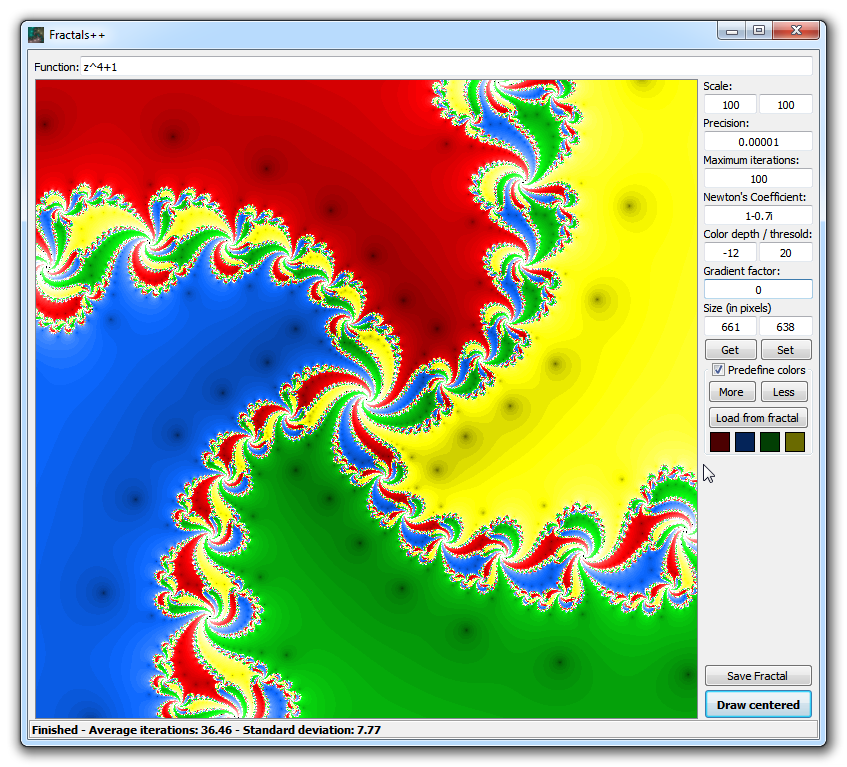 Fractals++
Function: z^4+1
Scale:
100 100
Precision:
0.00001
Maximum iterations:
100
Newton's Coefficient:
1-0.7i
Color depth / thresold:
-12 20
Gradient factor:
0
Size (in pixels)
661 638
Get Set
Predefine colors
More Less
Load from fractal
Save Fractal
Draw centered
Finished - Average iterations: 36.46 - Standard deviation: 7.77